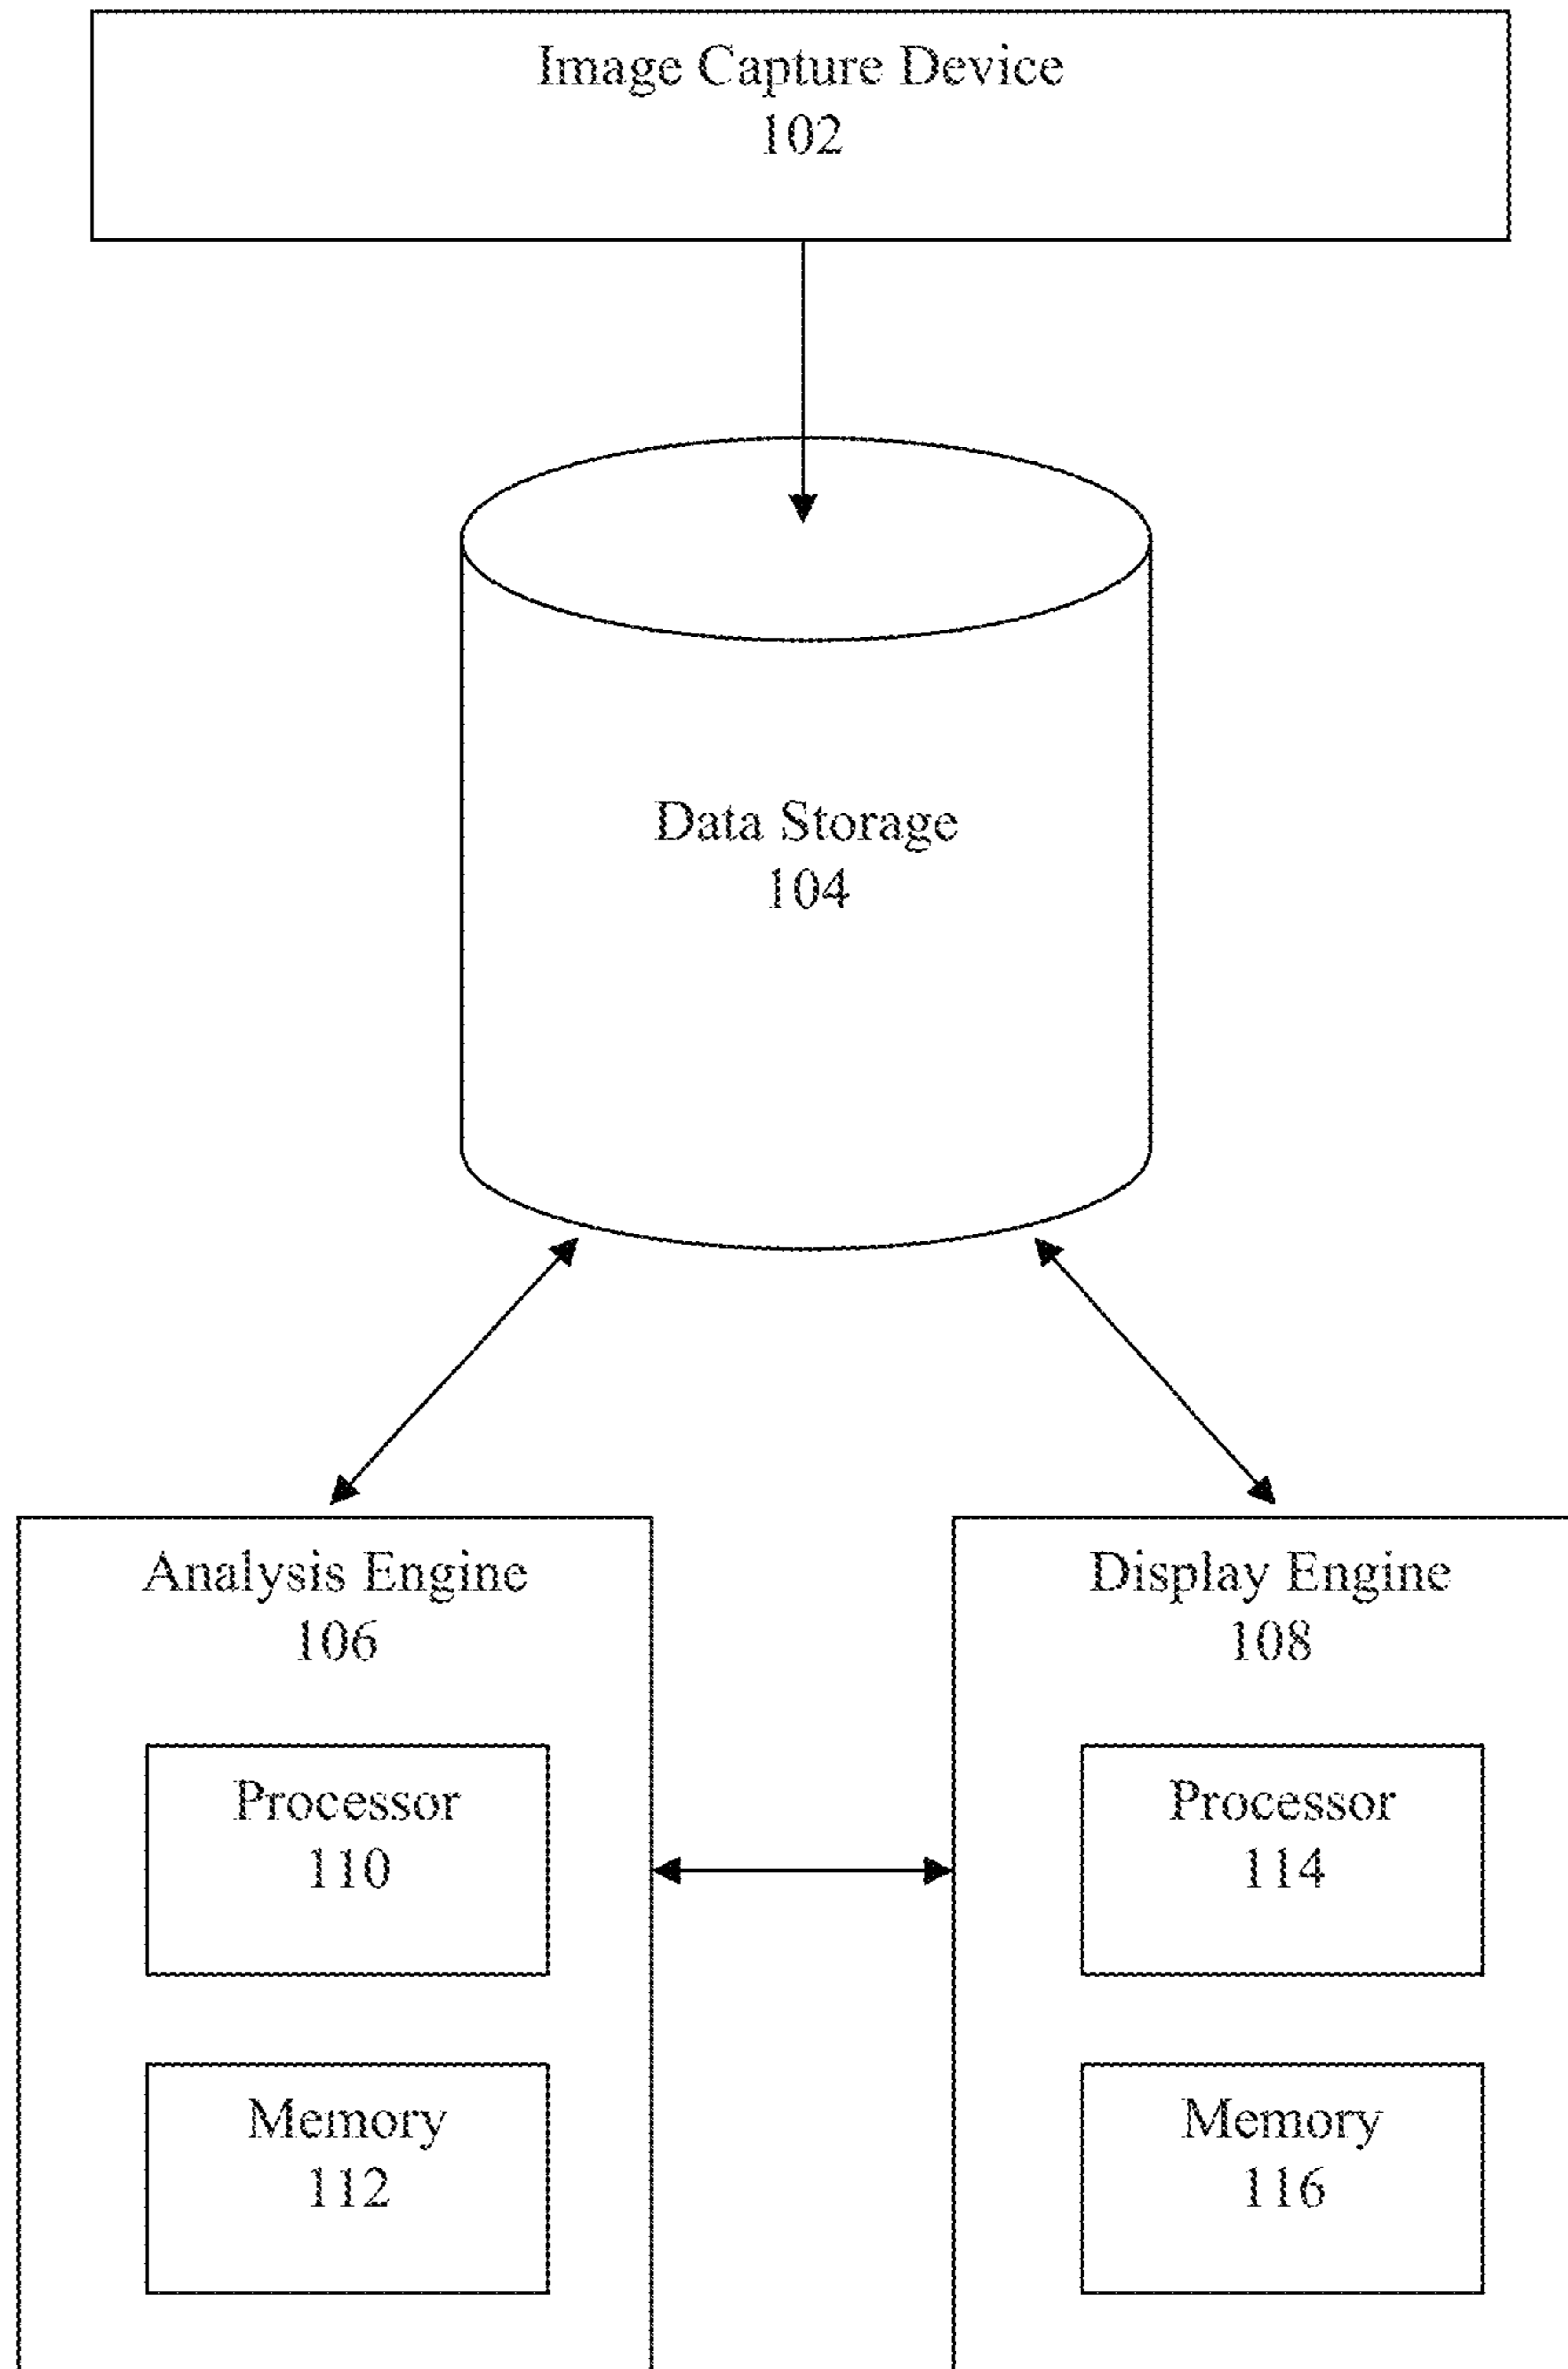 Image Capture Device
102
Data Storage
104
Analysis Engine
106
Processor
110
Memory
112
Display Engine
108
Processor
114
Memory
116